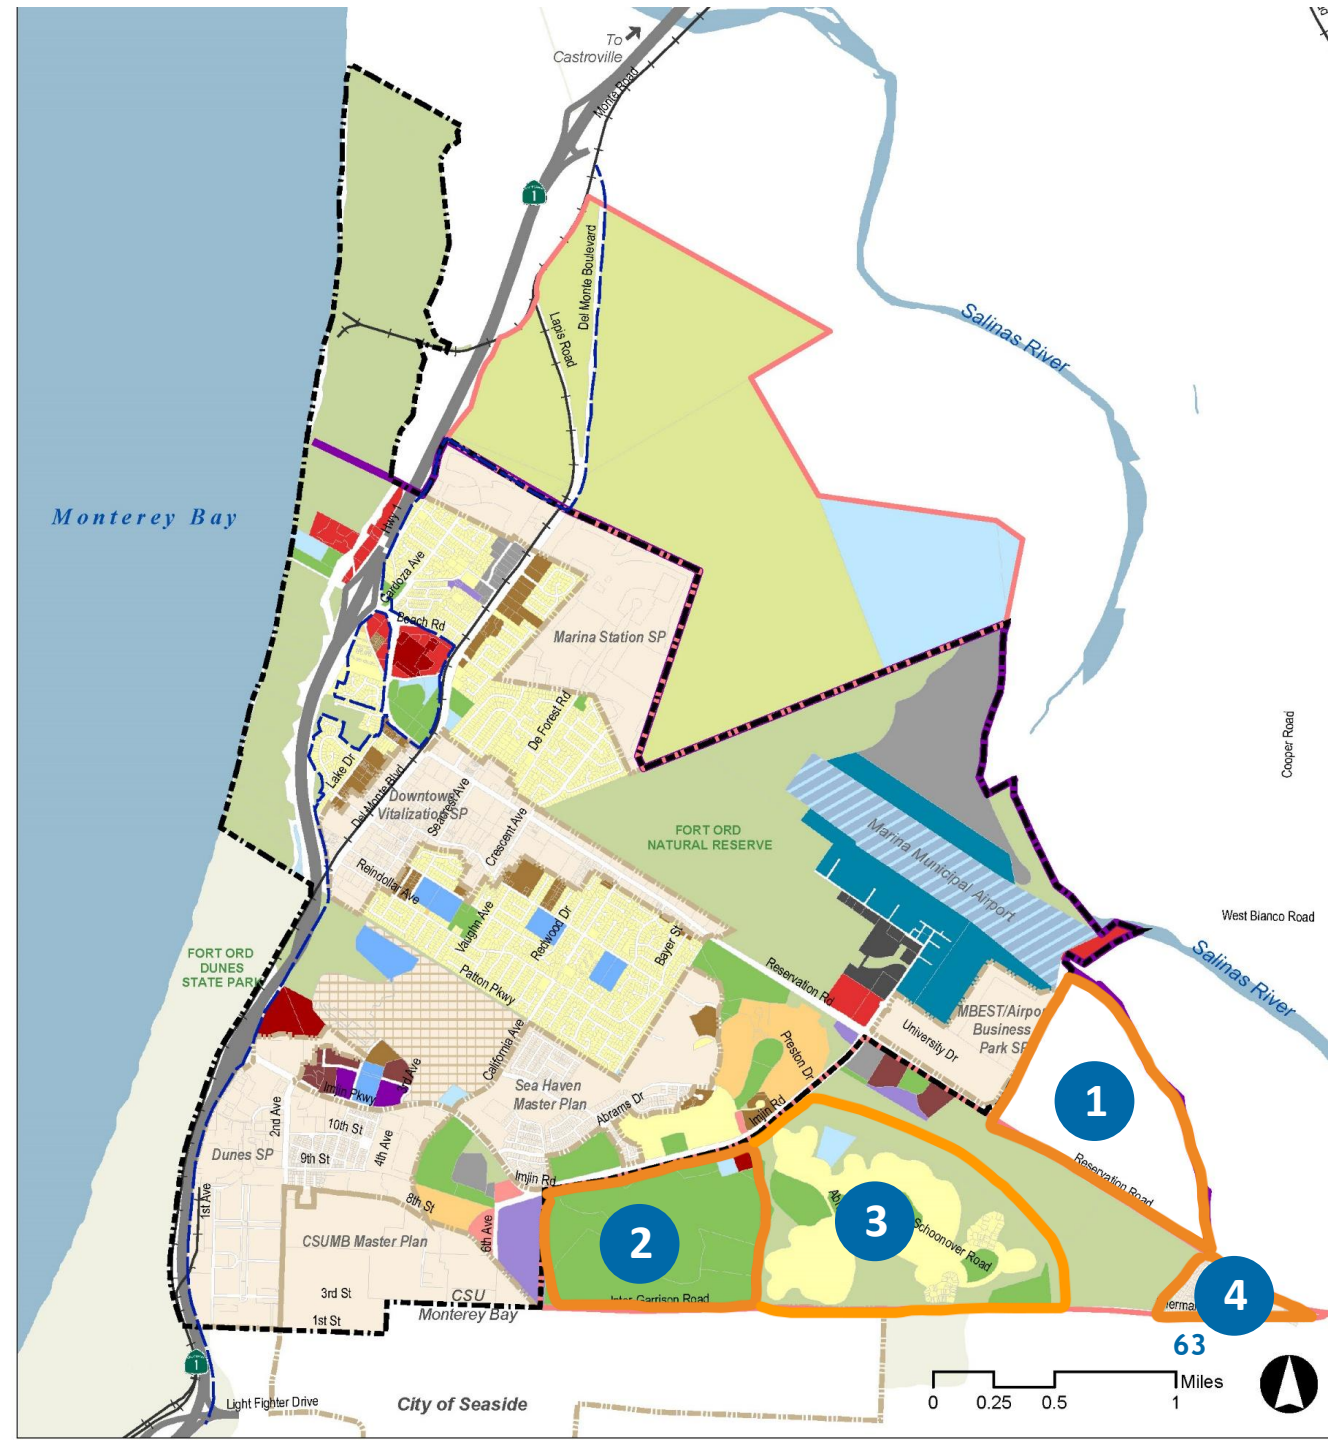 To
Castroville
Monte Road
1
Del Monte Boulevard
Lapis Road
Salinas River
Monterey Bay
Hwy 1
Cardoza Ave
Beach Rd
Marina Station SP
De Forest Rd
Lake Dr
Del Monte Blvd
Downtown
Vitalization SP
Seacrest Ave
Crescent Ave
Cooper Road
FORT ORD
NATURAL RESERVE
Marina Municipal Airport
Reindollar Ave
Vaughn Ave
Redwood Dr
Bayer St
West Bianco Road
Salinas River
FORT ORD
DUNES
STATE PARK
Patton Pkwy
Reservation Rd
University Dr
MBEST/Airpor
Business
Park SP
California Ave
Preston Dr
3rd Ave
Imjin Pkwy
Sea Haven
Master Plan
Abrams Dr
Imjin Rd
1
2nd Ave
10th St
4th Ave
9th St
Dunes SP
Imjin Rd
Reservation Road
1st Ave
8th St
6th Ave
CSUMB Master Plan
2
3
Ab
Schoonover Road
3rd St
1st St
CSU
Monterey Bay
Inter-Garrison Road
4
63
1
Light Fighter Drive
City of Seaside
0 0.25 0.5 1
Miles